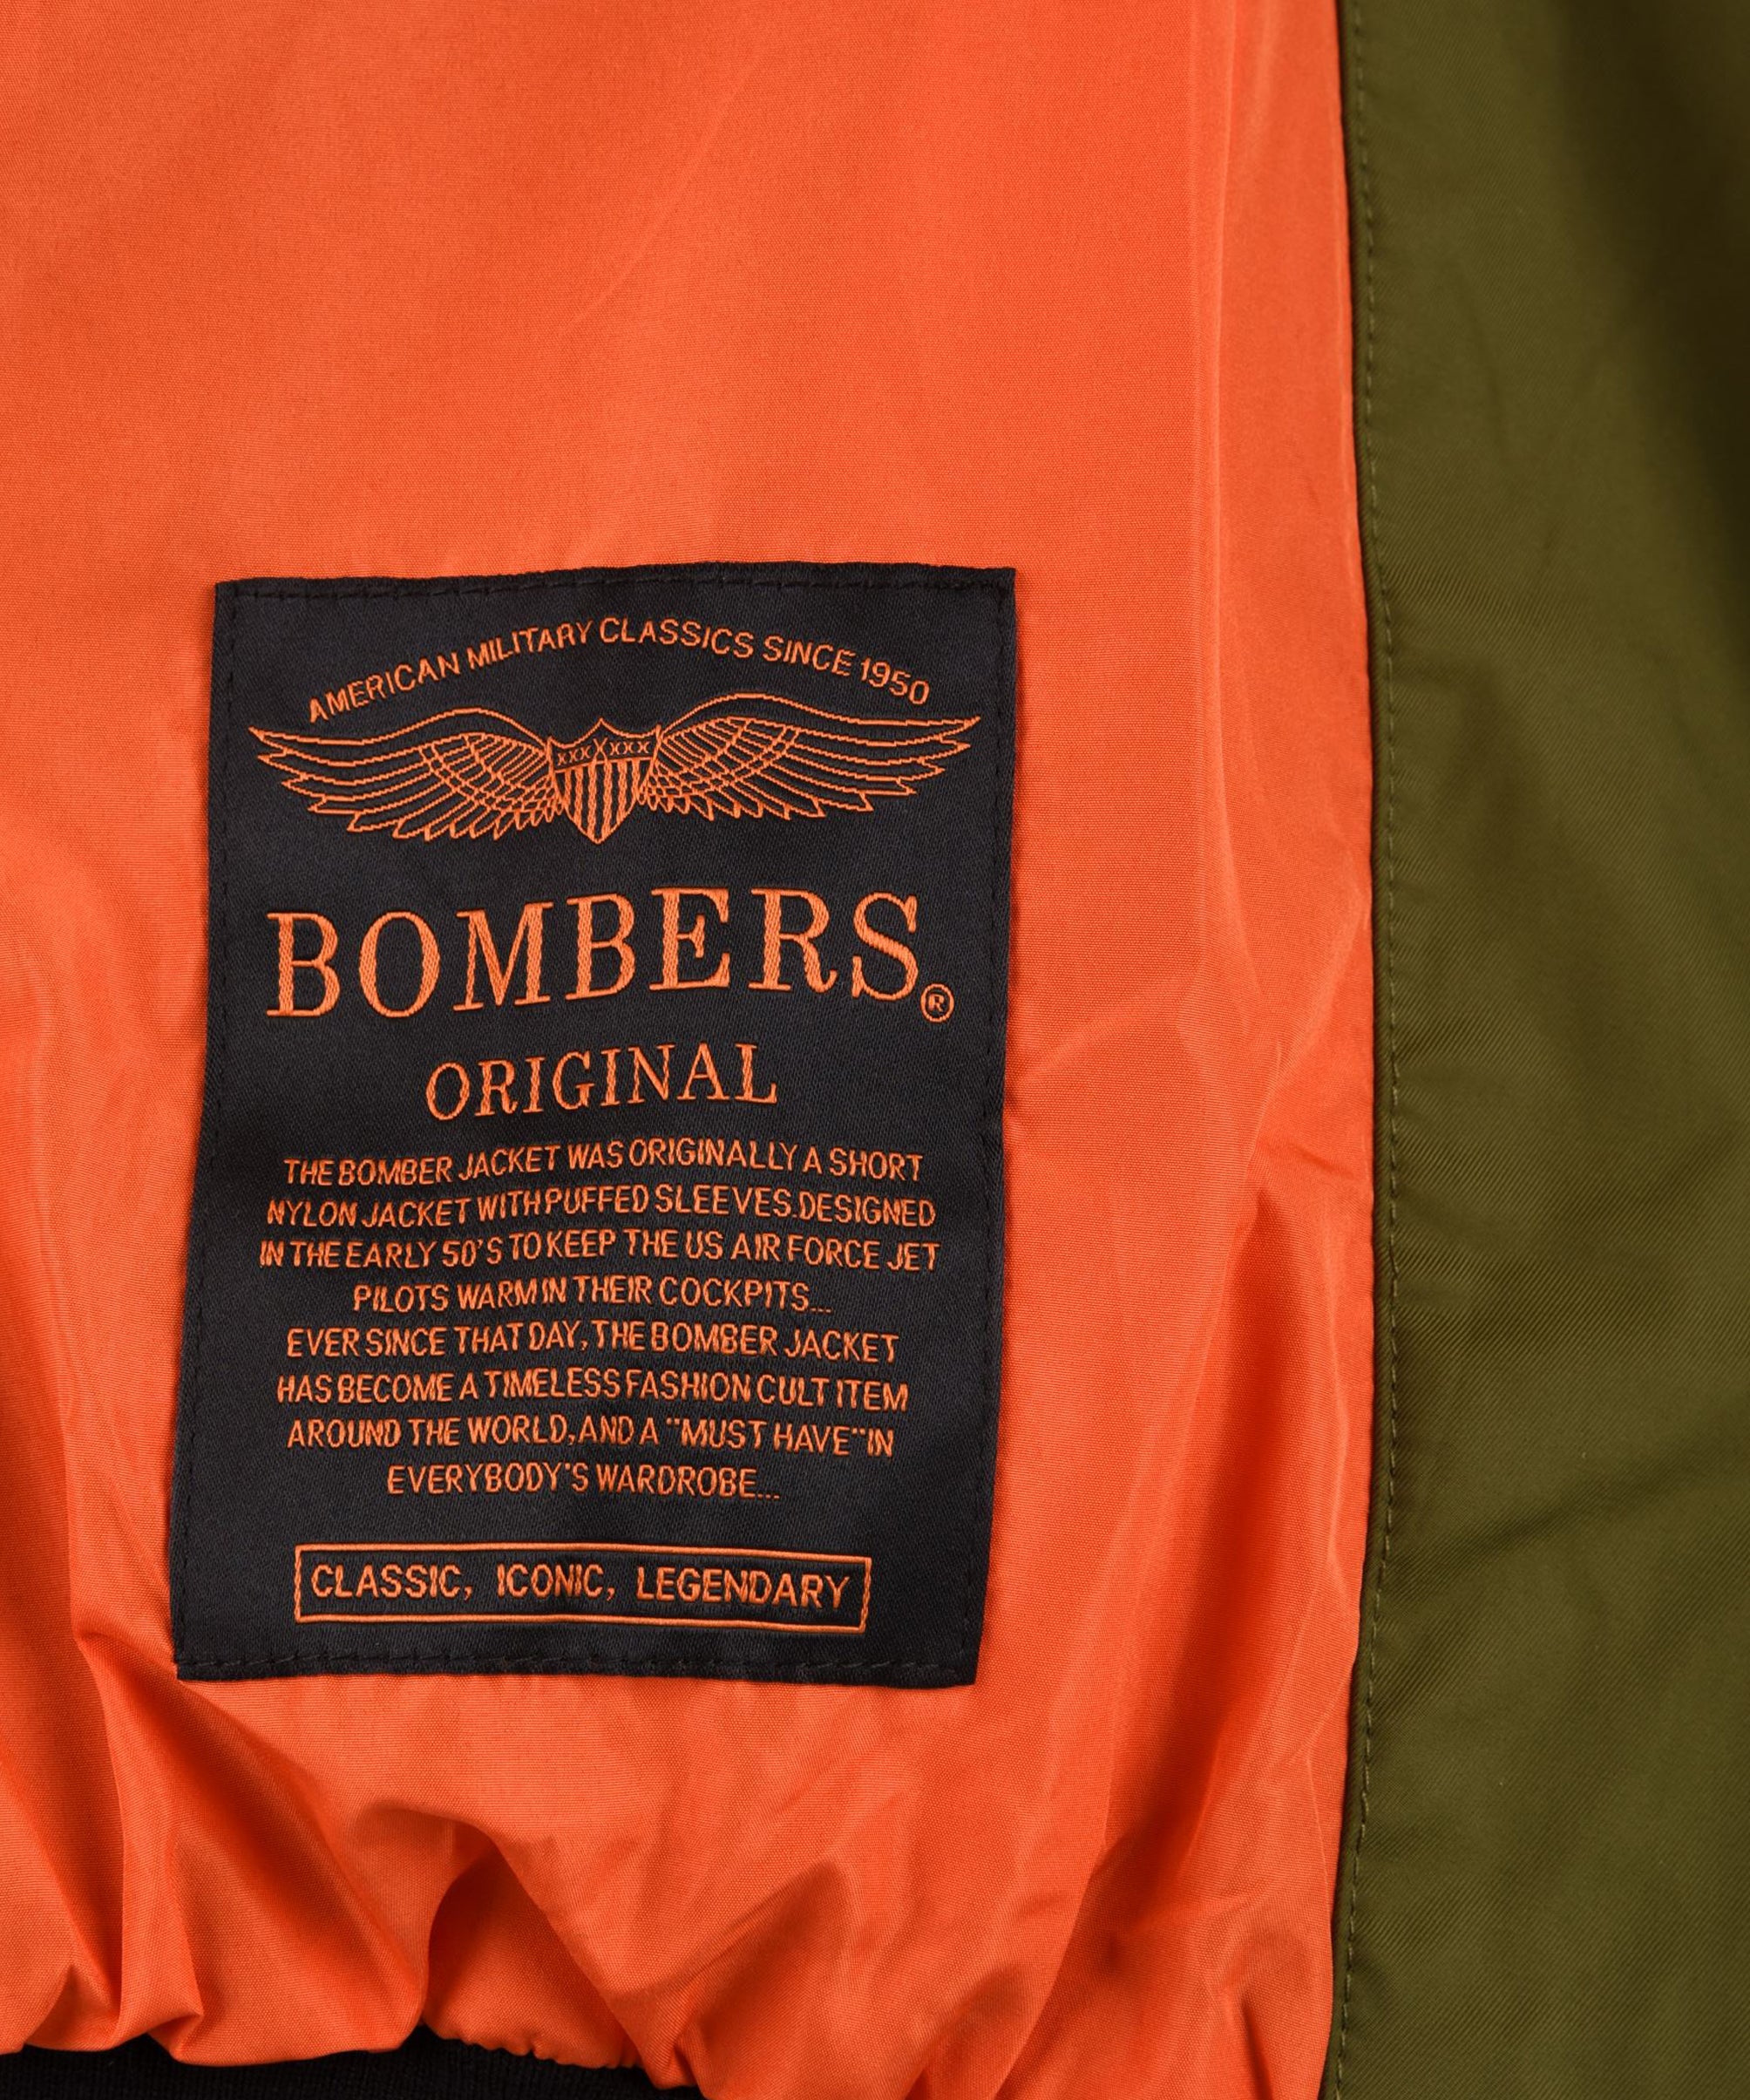 AMERICAN MILITARY CLASSICS SINCE 1950
BOMBERS®
ORIGINAL
THE BOMBER JACKET WAS ORIGINALLY A SHORT
NYLON JACKET WITH PUFFED SLEEVES.DESIGNED
IN THE EARLY 50'S TO KEEP THE US AIR FORCE JET
PILOTS WARM IN THEIR COCKPITS...
EVER SINCE THAT DAY, THE BOMBER JACKET
HAS BECOME A TIMELESS FASHION CULT ITEM
AROUND THE WORLD,AND A "MUST HAVE" IN
EVERYBODY'S WARDROBE...
CLASSIC, ICONIC, LEGENDARY